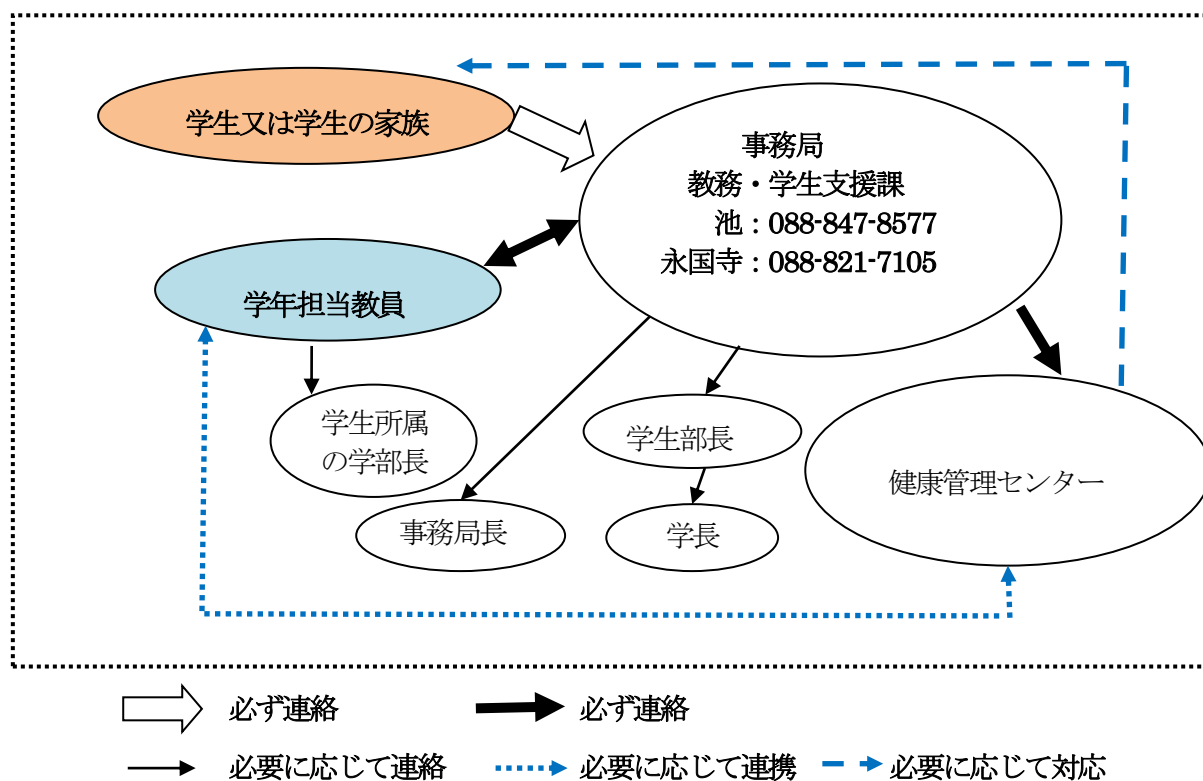 学生又は学生の家族
事務局
教務・学生支援課
池：088-847-8577
永国寺：088-821-7105
学年担当教員
学生所属
の学部長
学生部長
健康管理センター
事務局長
学長
必ず連絡
必ず連絡
必要に応じて連絡
必要に応じて連携
必要に応じて対応